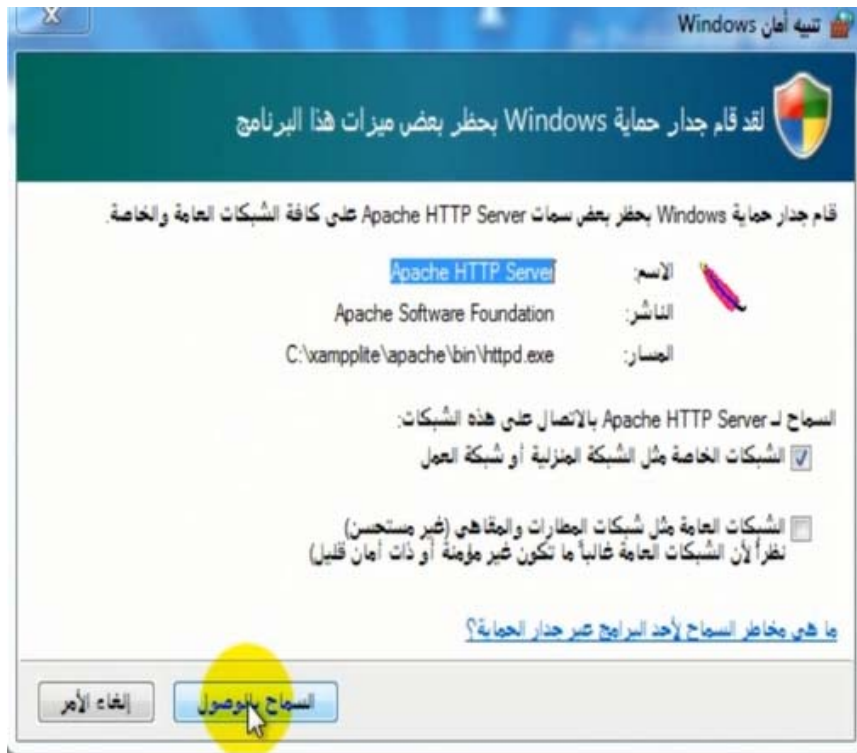 تنبيه أمان Windows
لقد قام جدار حماية Windows بحظر بعض ميزات هذا البرنامج
قام جدار حماية Windows بحظر بعض سمات Apache HTTP Server على كافة الشبكات العامة والخاصة.
الاسم: Apache HTTP Server
الناشر: Apache Software Foundation
المسار: C:\xampplite\apache\bin\httpd.exe
السماح لـ Apache HTTP Server بالاتصال على هذه الشبكات:
الشبكات الخاصة مثل الشبكة المنزلية أو شبكة العمل
الشبكات العامة مثل شبكات المطارات والمقاهي (غير مستحسن)
نظراً لأن الشبكات العامة غالباً ما تكون غير مؤمنة أو ذات أمان قليل)
ما هي مخاطر السماح لأحد البرامج عبر جدار الحماية؟
السماح بالوصول
إلغاء الأمر